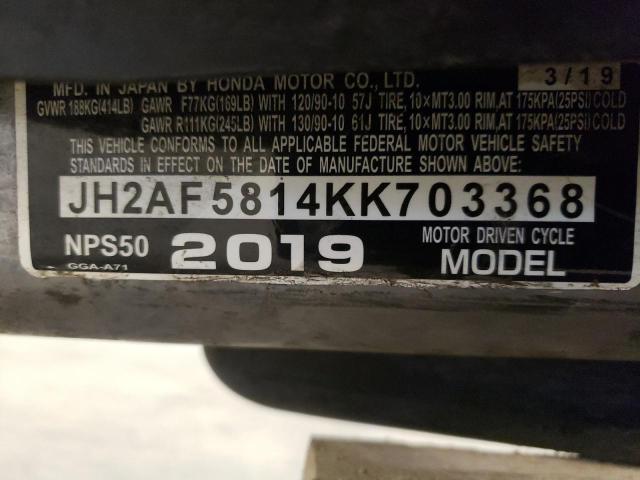 MFD. IN JAPAN BY HONDA MOTOR CO., LTD. 3/19
GVWR 188KG(414LB) GAWR F77KG(169LB) WITH 120/90-10 57J TIRE, 10×MT3.00 RIM, AT 175KPA(25PSI)COLD
GAWR R111KG(245LB) WITH 130/90-10 61J TIRE, 10×MT3.00 RIM, AT 175KPA(25PSI)COLD
THIS VEHICLE CONFORMS TO ALL APPLICABLE FEDERAL MOTOR VEHICLE SAFETY
STANDARDS IN EFFECT ON THE DATE OF MANUFACTURE SHOWN ABOVE:
JH2AF5814KK703368
NPS50 2019 MOTOR DRIVEN CYCLE
GGA-A71 MODEL